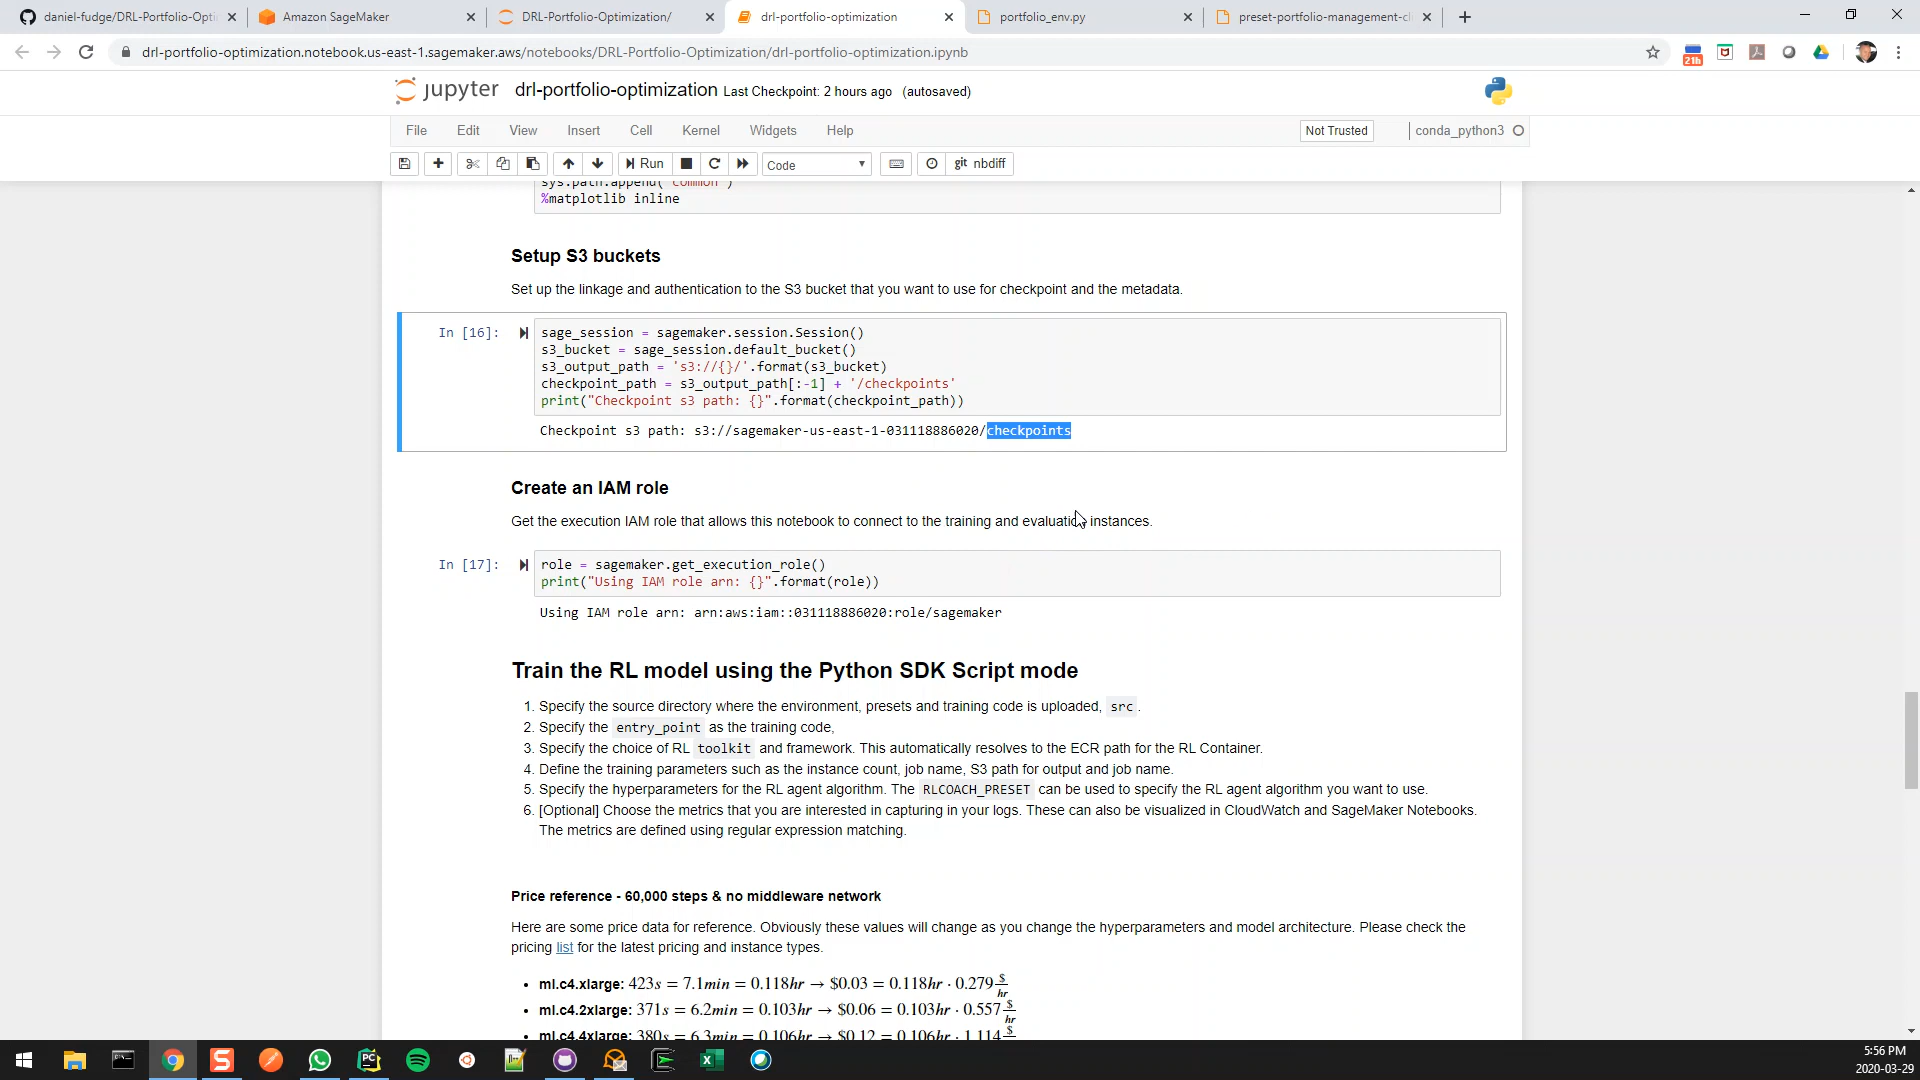 daniel-fudge/DRL-Portfolio-Opti
Amazon SageMaker
DRL-Portfolio-Optimization/
drl-portfolio-optimization
portfolio_env.py
preset-portfolio-management-cl
drl-portfolio-optimization.notebook.us-east-1.sagemaker.aws/notebooks/DRL-Portfolio-Optimization/drl-portfolio-optimization.ipynb
21h
jupyter drl-portfolio-optimization Last Checkpoint: 2 hours ago (autosaved)
File Edit View Insert Cell Kernel Widgets Help Not Trusted conda_python3
Run Code git nbdiff
sys.path.append("common")
%matplotlib inline
Setup S3 buckets
Set up the linkage and authentication to the S3 bucket that you want to use for checkpoint and the metadata.
In [16]: sage_session = sagemaker.session.Session()
s3_bucket = sage_session.default_bucket()
s3_output_path = 's3://{}/'.format(s3_bucket)
checkpoint_path = s3_output_path[:-1] + '/checkpoints'
print("Checkpoint s3 path: {}".format(checkpoint_path))
Checkpoint s3 path: s3://sagemaker-us-east-1-031118886020/checkpoints
Create an IAM role
Get the execution IAM role that allows this notebook to connect to the training and evaluation instances.
In [17]: role = sagemaker.get_execution_role()
print("Using IAM role arn: {}".format(role))
Using IAM role arn: arn:aws:iam::031118886020:role/sagemaker
Train the RL model using the Python SDK Script mode
1. Specify the source directory where the environment, presets and training code is uploaded, src.
2. Specify the entry_point as the training code,
3. Specify the choice of RL toolkit and framework. This automatically resolves to the ECR path for the RL Container.
4. Define the training parameters such as the instance count, job name, S3 path for output and job name.
5. Specify the hyperparameters for the RL agent algorithm. The RLCOACH_PRESET can be used to specify the RL agent algorithm you want to use.
6. [Optional] Choose the metrics that you are interested in capturing in your logs. These can also be visualized in CloudWatch and SageMaker Notebooks.
The metrics are defined using regular expression matching.
Price reference - 60,000 steps & no middleware network
Here are some price data for reference. Obviously these values will change as you change the hyperparameters and model architecture. Please check the
pricing list for the latest pricing and instance types.
• ml.c4.xlarge: 423s = 7.1min = 0.118hr → $0.03 = 0.118hr · 0.279 $/hr
• ml.c4.2xlarge: 371s = 6.2min = 0.103hr → $0.06 = 0.103hr · 0.557 $/hr
• ml.c4.4xlarge: 380s = 6.3min = 0.106hr → $0.12 = 0.106hr · 1.114 $
5:56 PM
2020-03-29